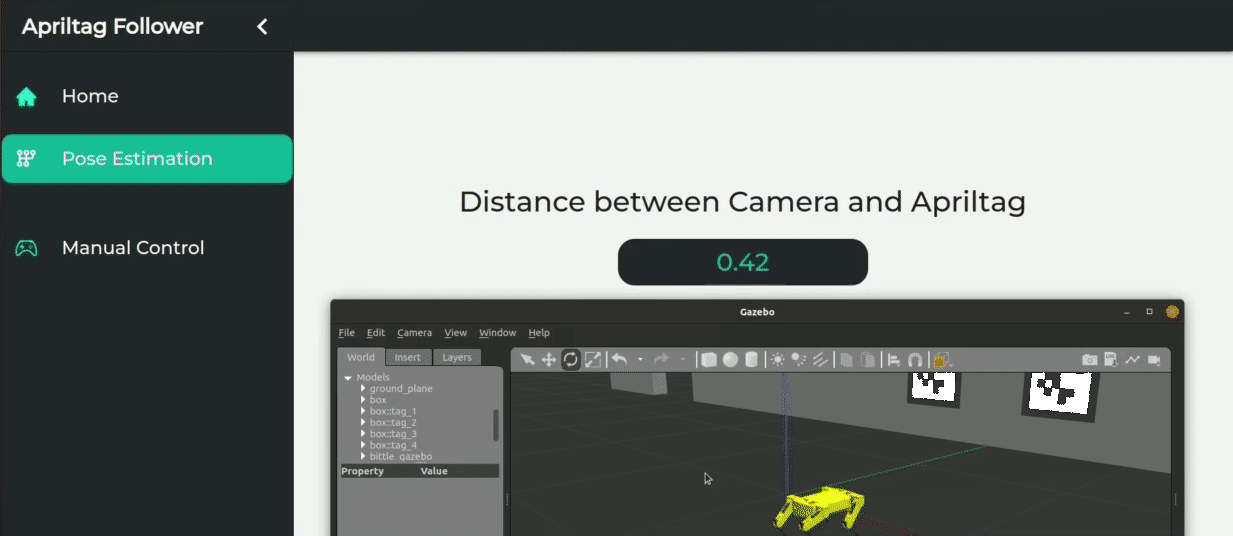 Apriltag Follower
Home
Pose Estimation
Manual Control
Distance between Camera and Apriltag
0.42
Gazebo
File Edit Camera View Window Help
World Insert Layers
Models
ground_plane
box
box::tag_1
box::tag_2
box::tag_3
box::tag_4
bittle_gazebo
Property Value